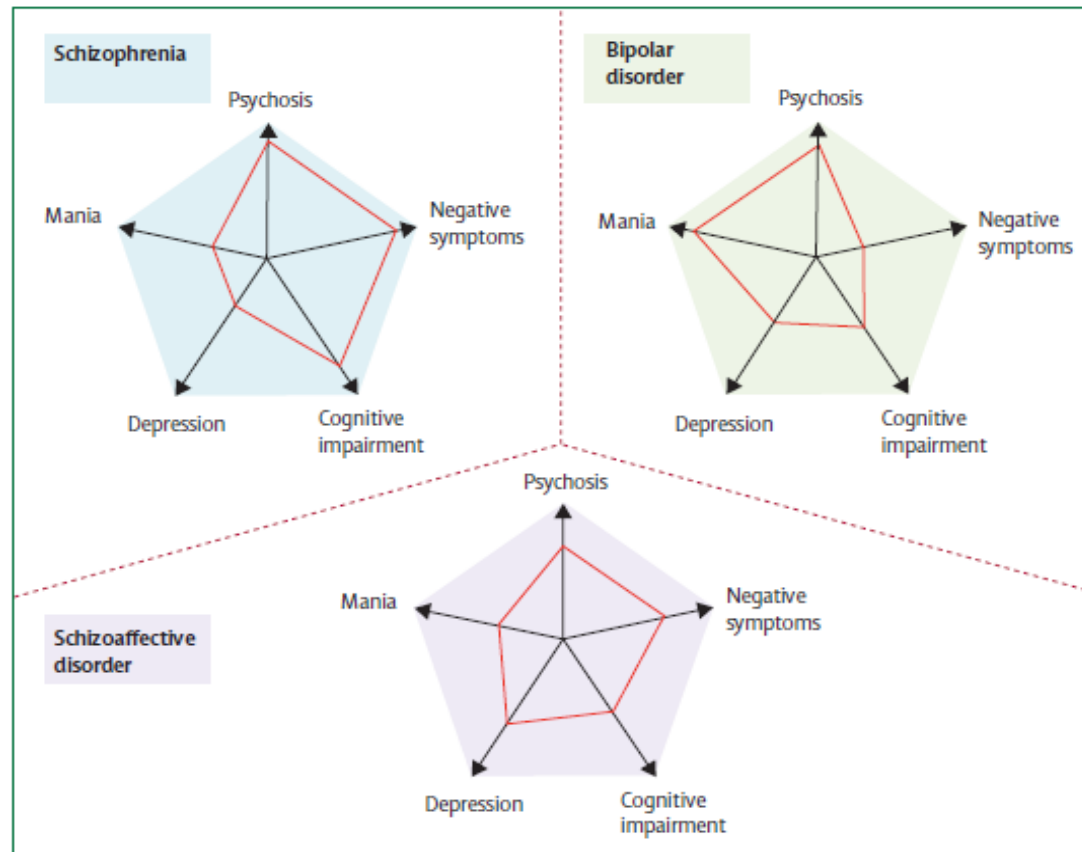 Schizophrenia
Psychosis
Mania
Negative
symptoms
Depression
Cognitive
impairment
Bipolar
disorder
Psychosis
Mania
Negative
symptoms
Depression
Cognitive
impairment
Schizoaffective
disorder
Psychosis
Mania
Negative
symptoms
Depression
Cognitive
impairment